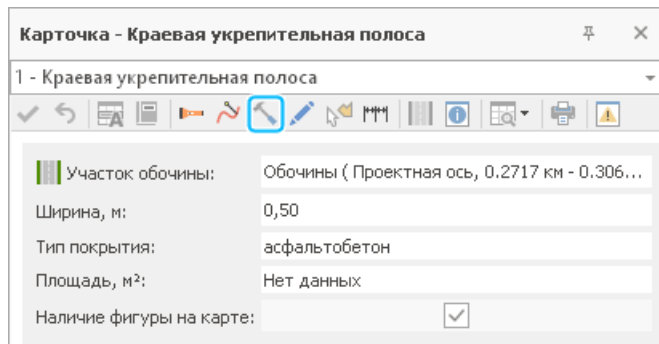 Карточка - Краевая укрепительная полоса
1 - Краевая укрепительная полоса
Участок обочины: Обочины ( Проектная ось, 0.2717 км - 0.306...
Ширина, м: 0,50
Тип покрытия: асфальтобетон
Площадь, м²: Нет данных
Наличие фигуры на карте: